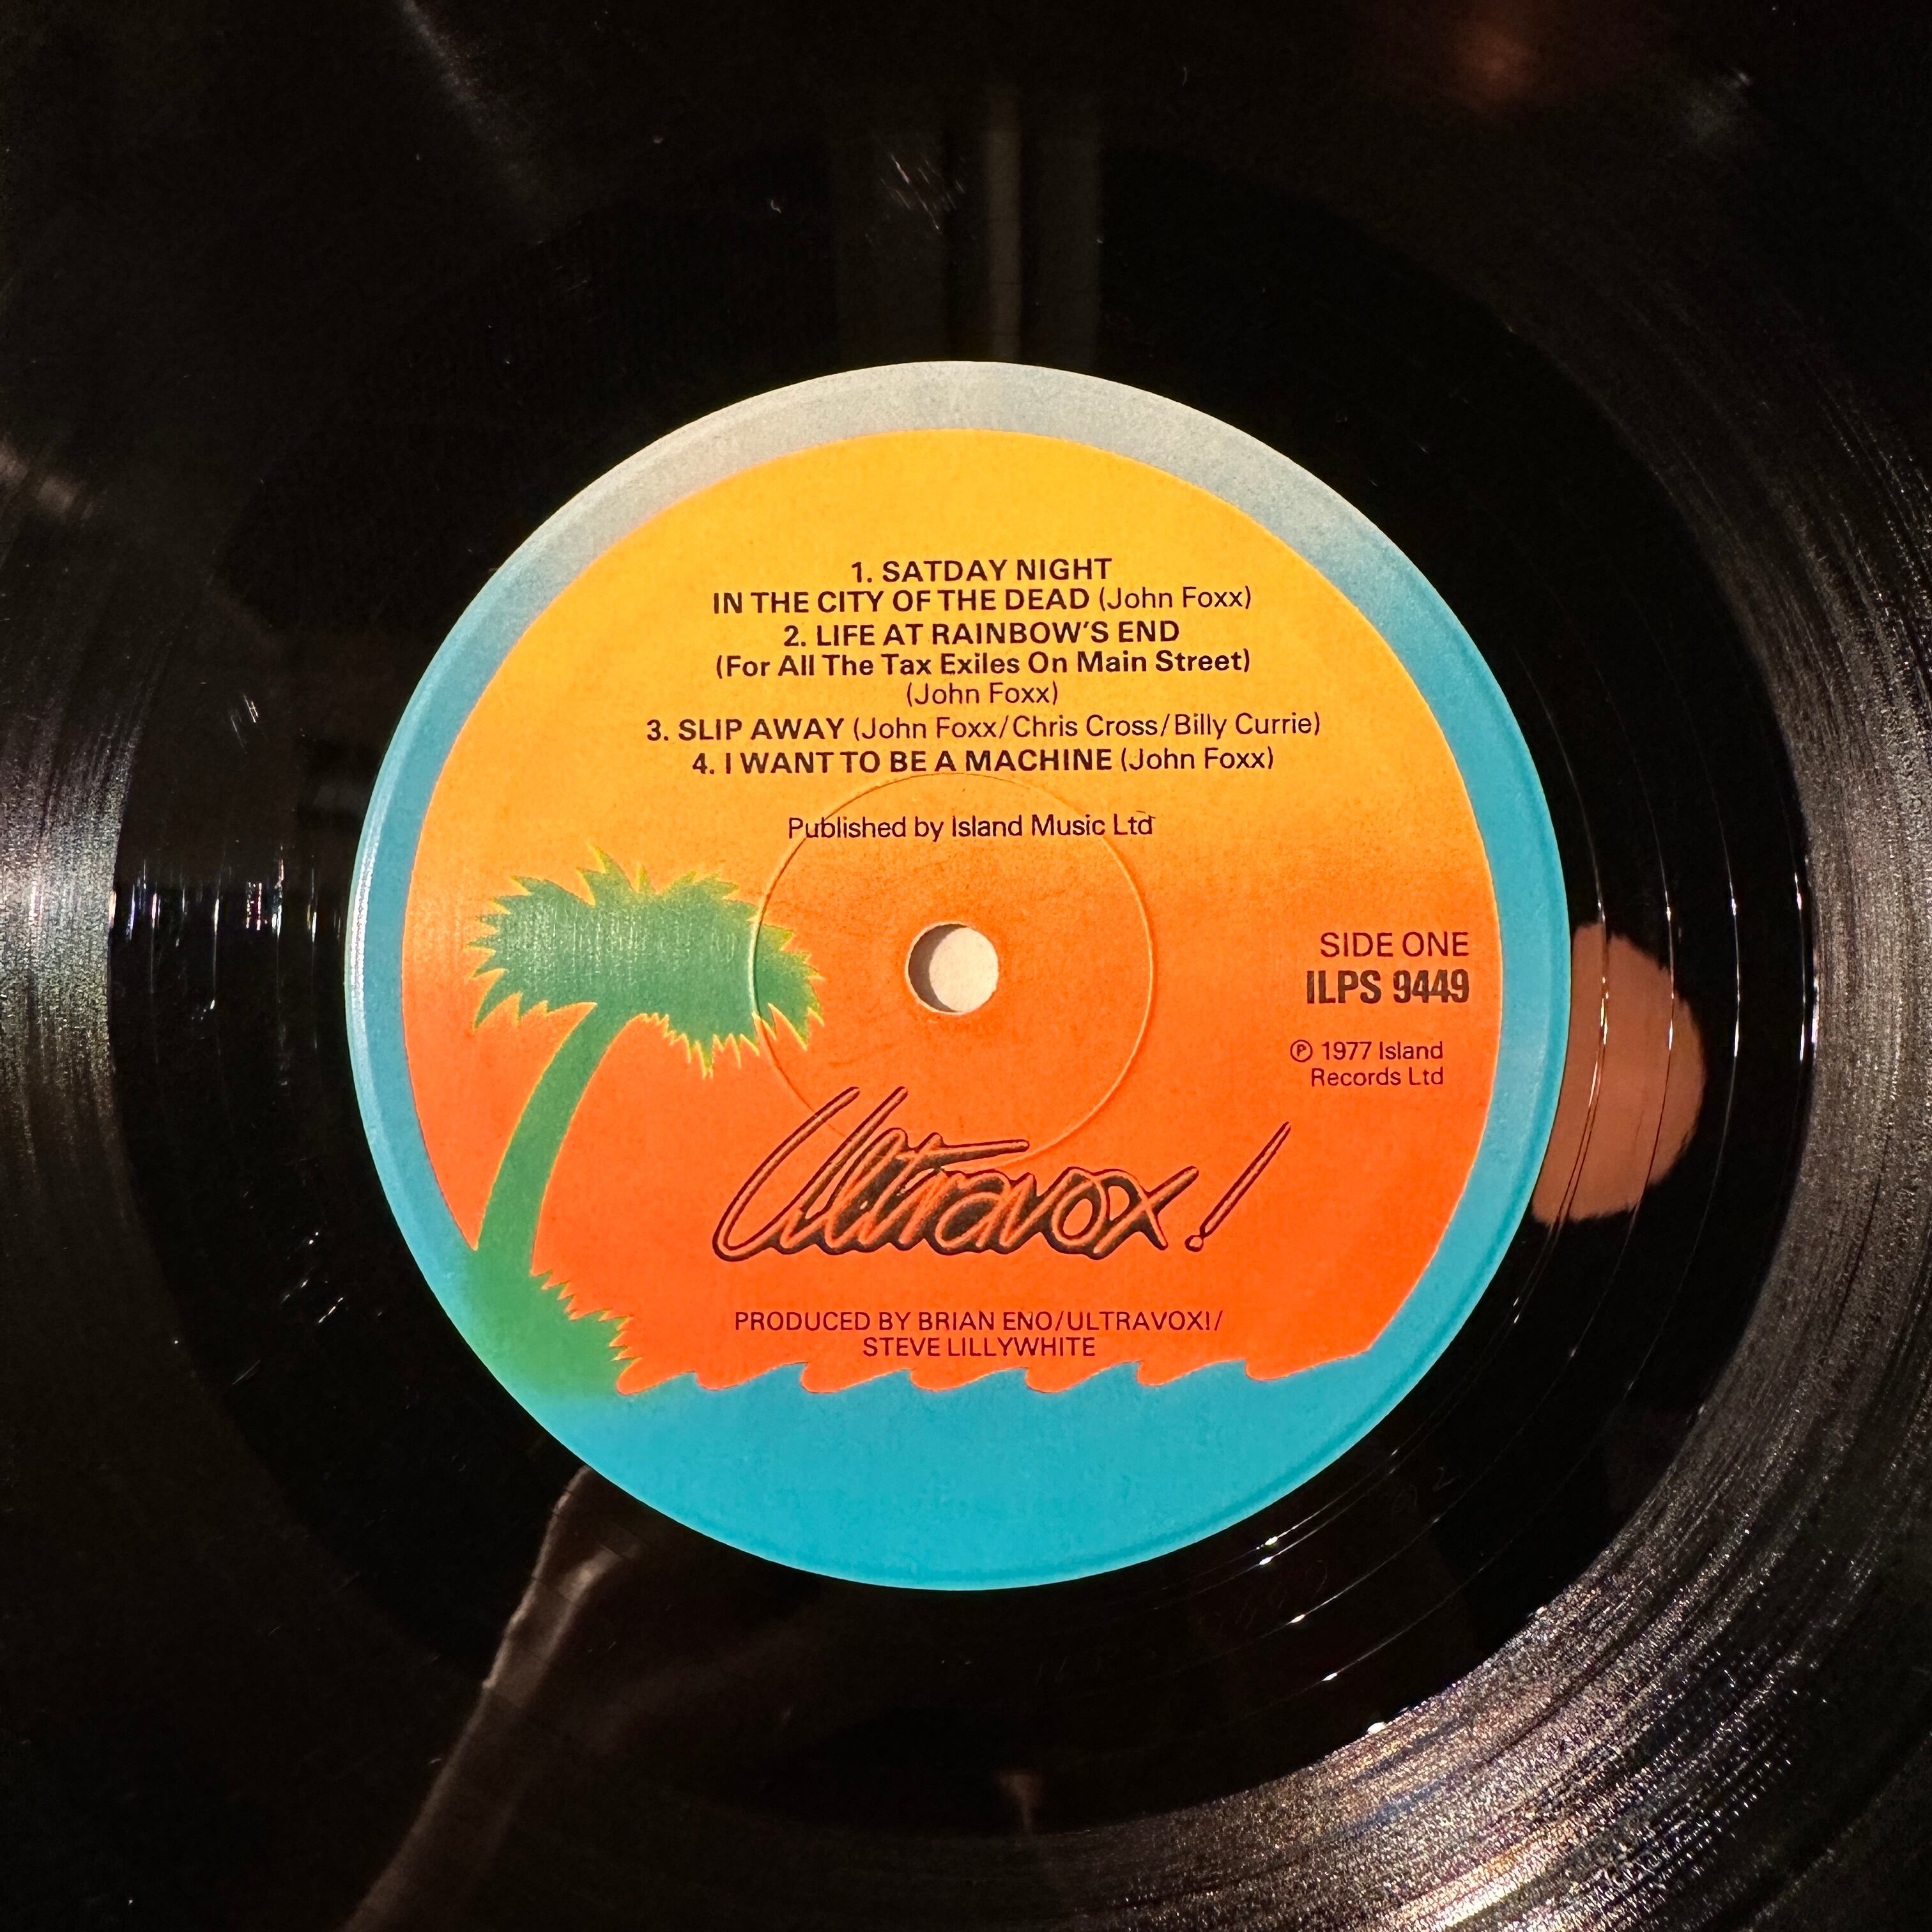 1. SATDAY NIGHT
IN THE CITY OF THE DEAD (John Foxx)
2. LIFE AT RAINBOW'S END
(For All The Tax Exiles On Main Street)
(John Foxx)
3. SLIP AWAY (John Foxx/Chris Cross/Billy Currie)
4. I WANT TO BE A MACHINE (John Foxx)
Published by Island Music Ltd
SIDE ONE
ILPS 9449
℗ 1977 Island
Records Ltd
Ultravox!
PRODUCED BY BRIAN ENO/ULTRAVOX!/
STEVE LILLYWHITE